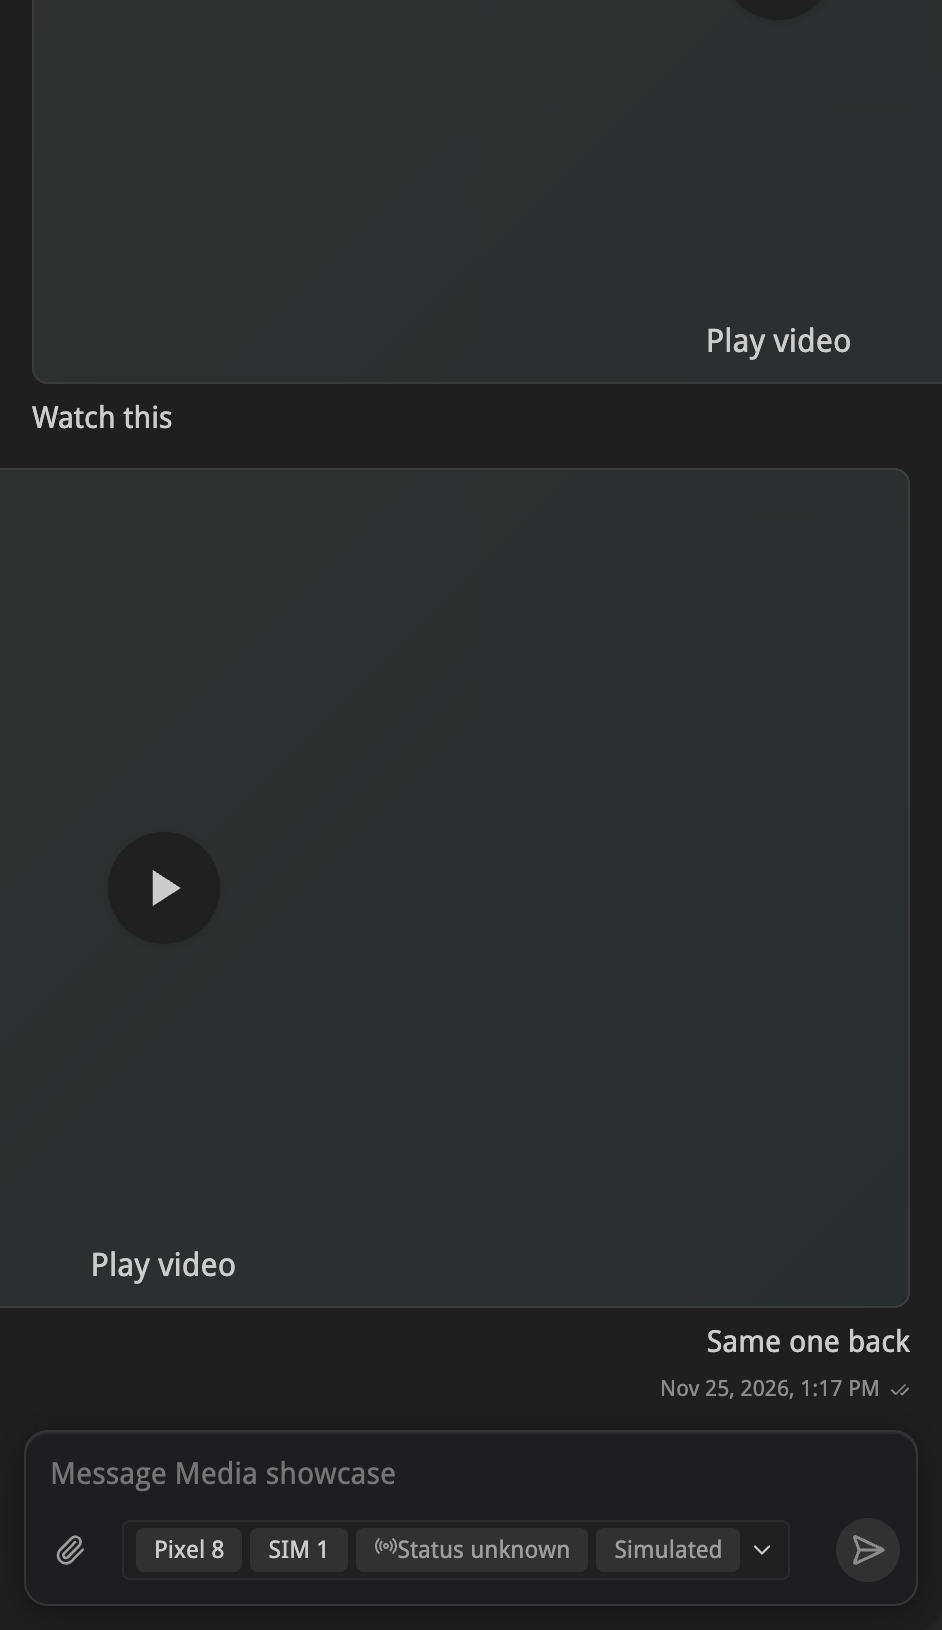 Play video
Watch this
Play video
Same one back
Nov 25, 2026, 1:17 PM
Message Media showcase
Pixel 8 SIM 1 Status unknown Simulated